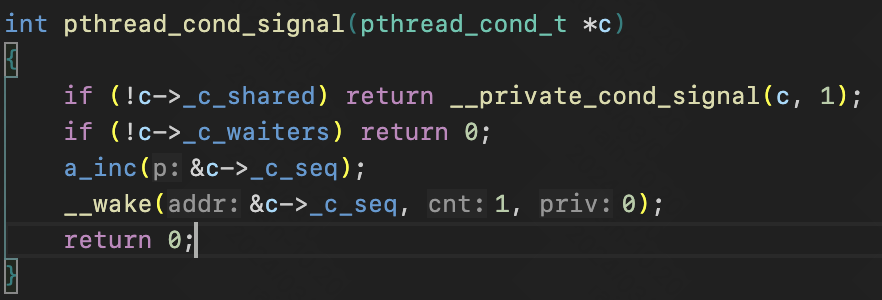 int pthread_cond_signal(pthread_cond_t *c)
{
    if (!c->_c_shared) return __private_cond_signal(c, 1);
    if (!c->_c_waiters) return 0;
    a_inc(p: &c->_c_seq);
    __wake(addr: &c->_c_seq, cnt: 1, priv: 0);
    return 0;
}